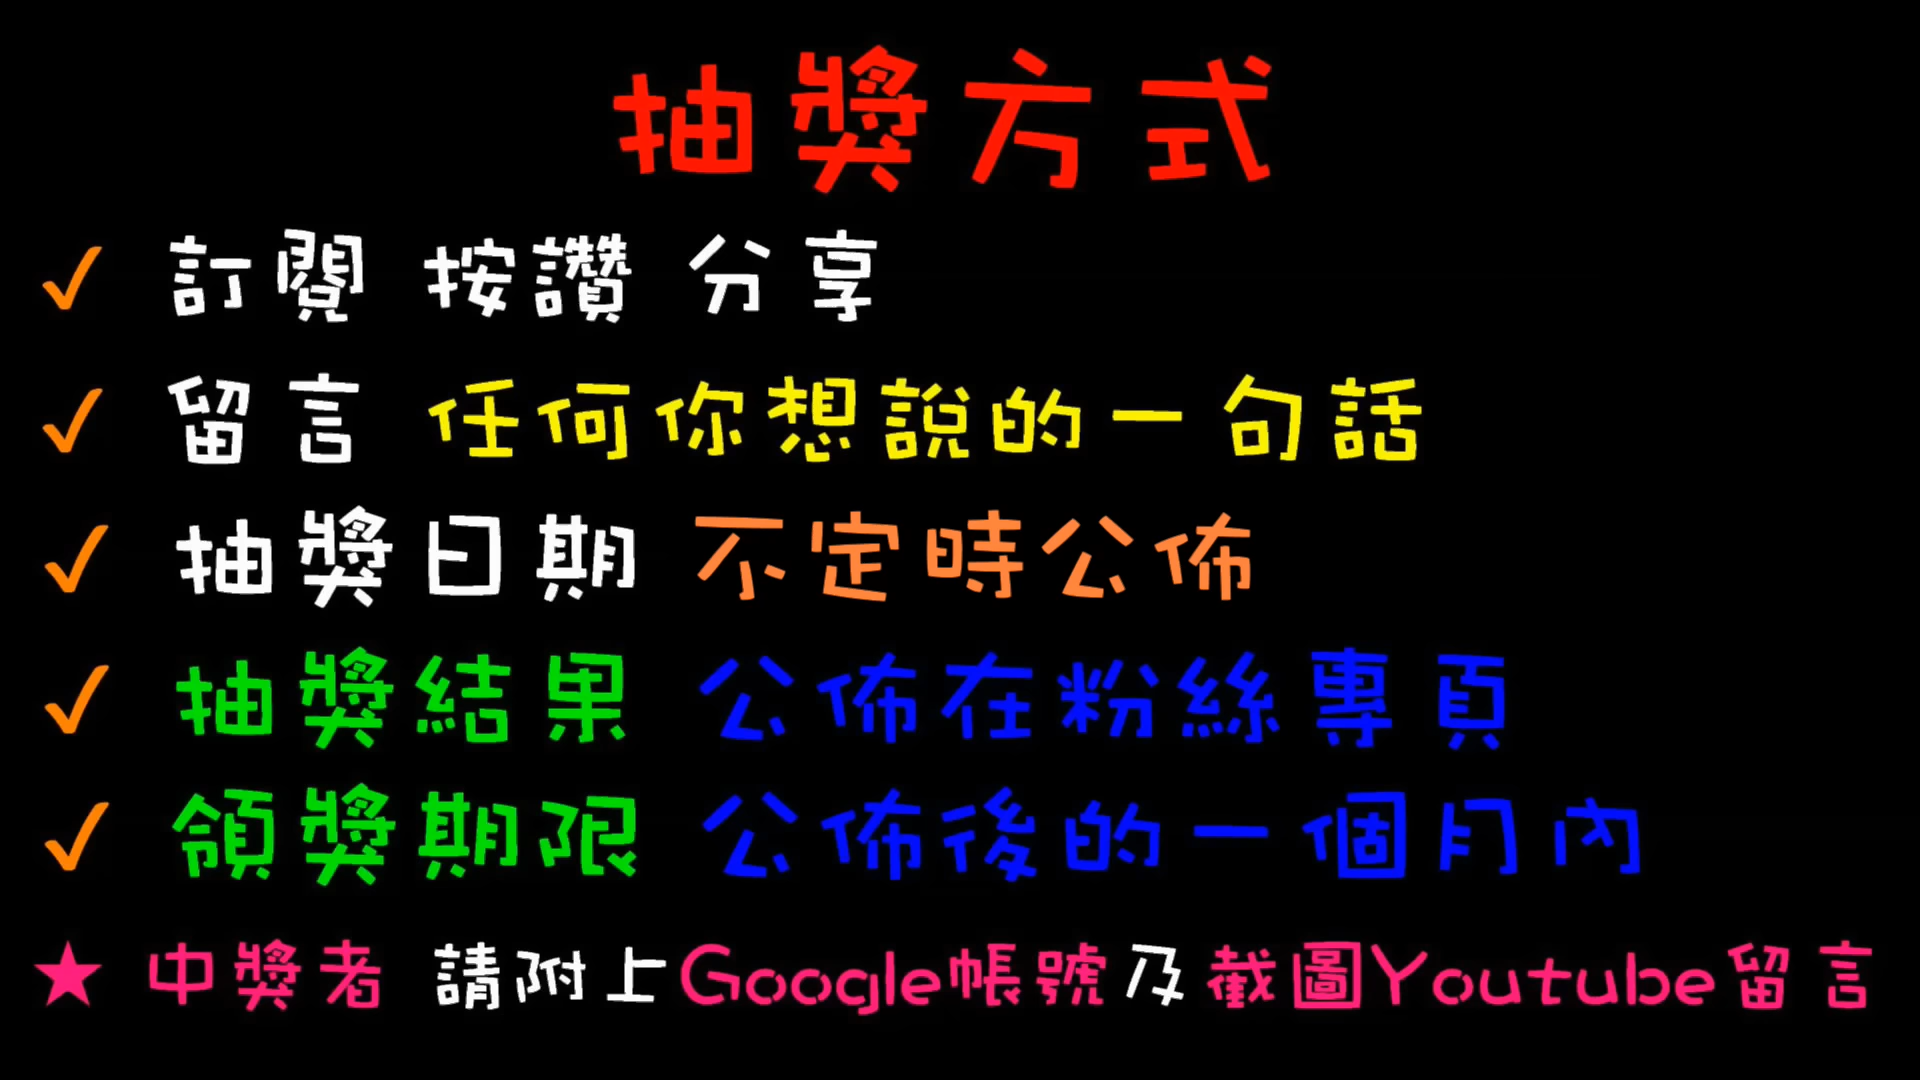 抽獎方式
✓ 訂閱 按讚 分享
✓ 留言 任何你想說的一句話
✓ 抽獎日期 不定時公佈
✓ 抽獎結果 公佈在粉絲專頁
✓ 領獎期限 公佈後的一個月內
★ 中獎者 請附上Google帳號及截圖Youtube留言